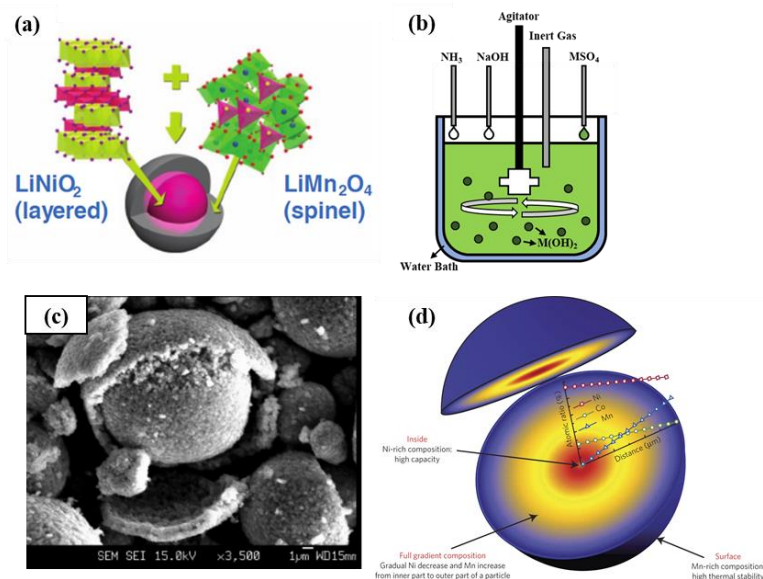 (a)
LiNiO2
(layered)
LiMn2O4
(spinel)
(b)
Agitator
Inert Gas
NH3
NaOH
MSO4
M(OH)2
Water Bath
(c)
SEM SEI 15.0kV ×3,500 1μm WD15mm
(d)
Ni
Co
Mn
Atomic ratio (%)
Distance (μm)
Inside
Ni-rich composition:
high capacity
Full gradient composition
Gradual Ni decrease and Mn increase
from inner part to outer part of a particle
Surface
Mn-rich composition:
high thermal stability